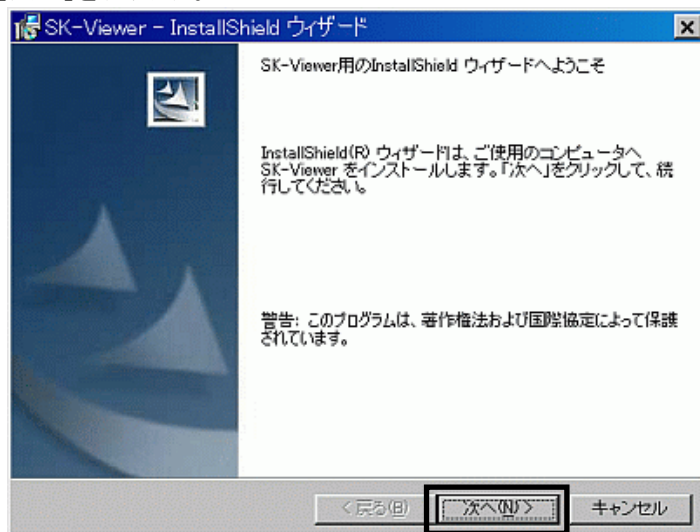 SK-Viewer - InstallShield ウィザード
SK-Viewer用のInstallShield ウィザードへようこそ
InstallShield(R) ウィザードは、ご使用のコンピュータへ
SK-Viewer をインストールします。「次へ」をクリックして、続
行してください。
警告: このプログラムは、著作権法および国際協定によって保護
されています。
< 戻る(B)
次へ(N) >
キャンセル